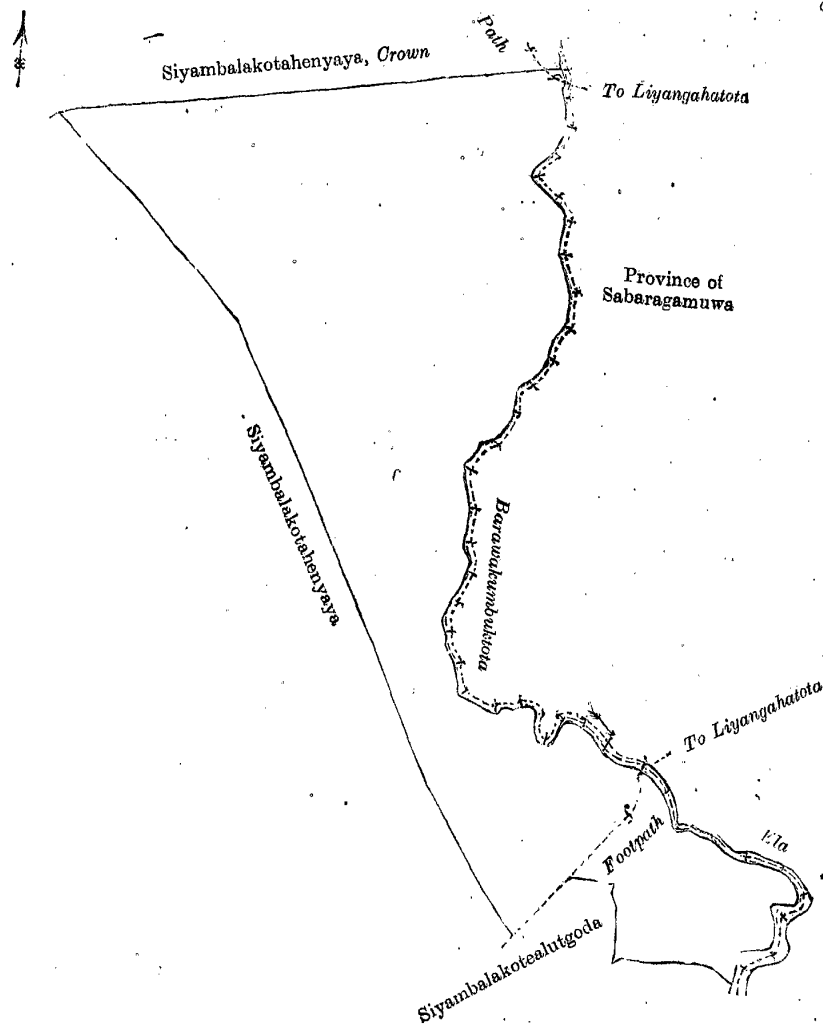 Path
Siyambalakotahenyaya, Crown
To Liyangahatota
Province of
Sabaragamuwa
Siyambalakotahenyaya
Barawakumbuktota
To Liyangahatota
Ela
Footpath
Siyambalakotealutgoda